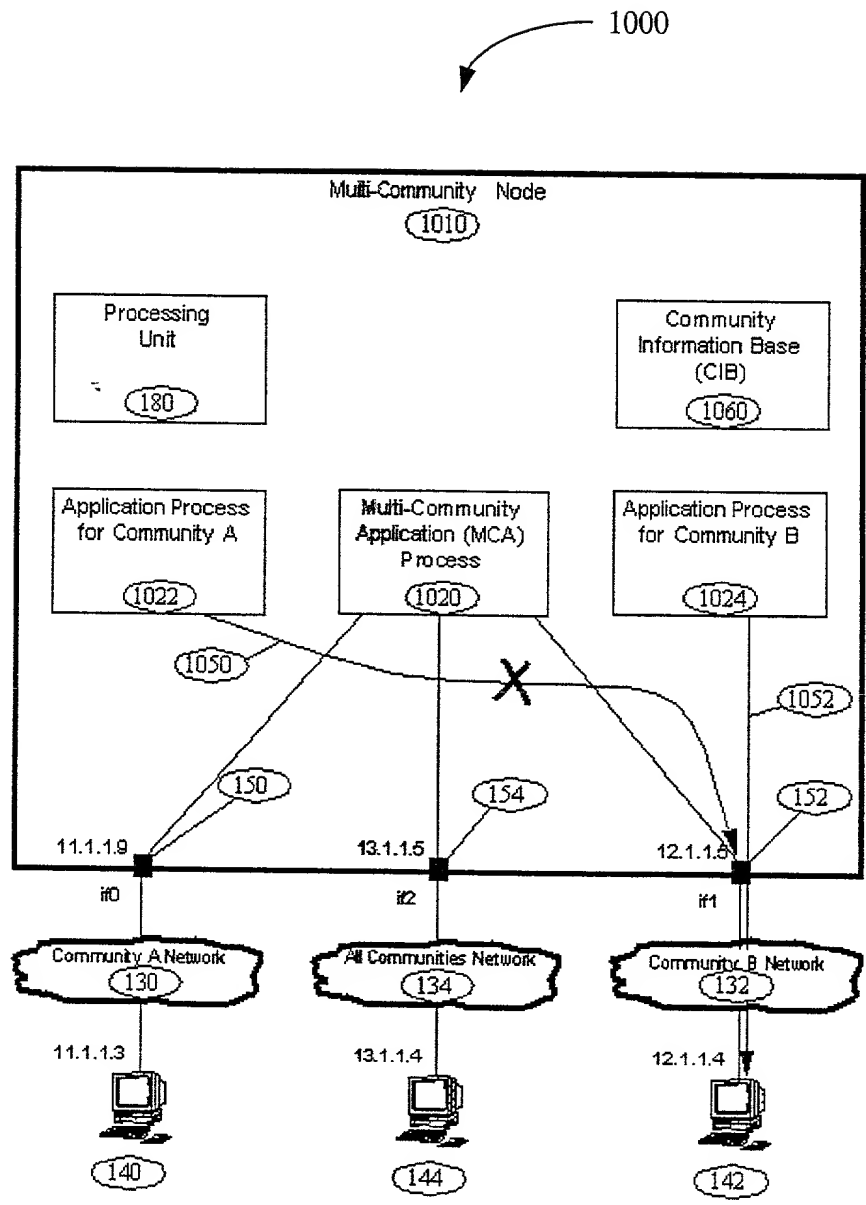 1000
Multi-Community Node
1010
Processing
Unit
180
Community
Information Base
(CIB)
1060
Application Process
for Community A
1022
Multi-Community
Application (MCA)
Process
1020
Application Process
for Community B
1024
1050
1052
150
154
152
11.1.1.9
13.1.1.5
12.1.1.5
if0
if2
if1
Community A Network
130
All Communities Network
134
Community B Network
132
11.1.1.3
13.1.1.4
12.1.1.4
140
144
142